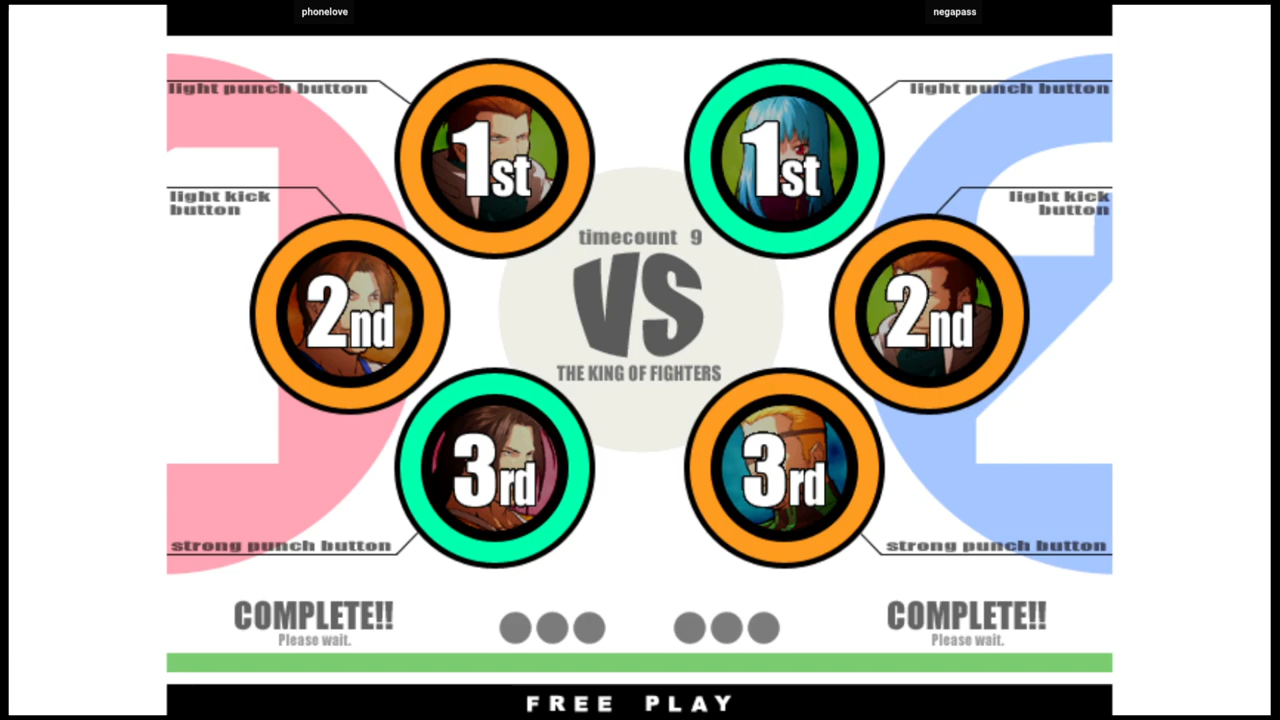 phonelove
negapass
light punch button
light punch button
1st
1st
light kick
button
light kick
button
timecount 9
VS
2nd
2nd
THE KING OF FIGHTERS
3rd
3rd
strong punch button
strong punch button
COMPLETE!!
Please wait.
COMPLETE!!
Please wait.
FREE PLAY